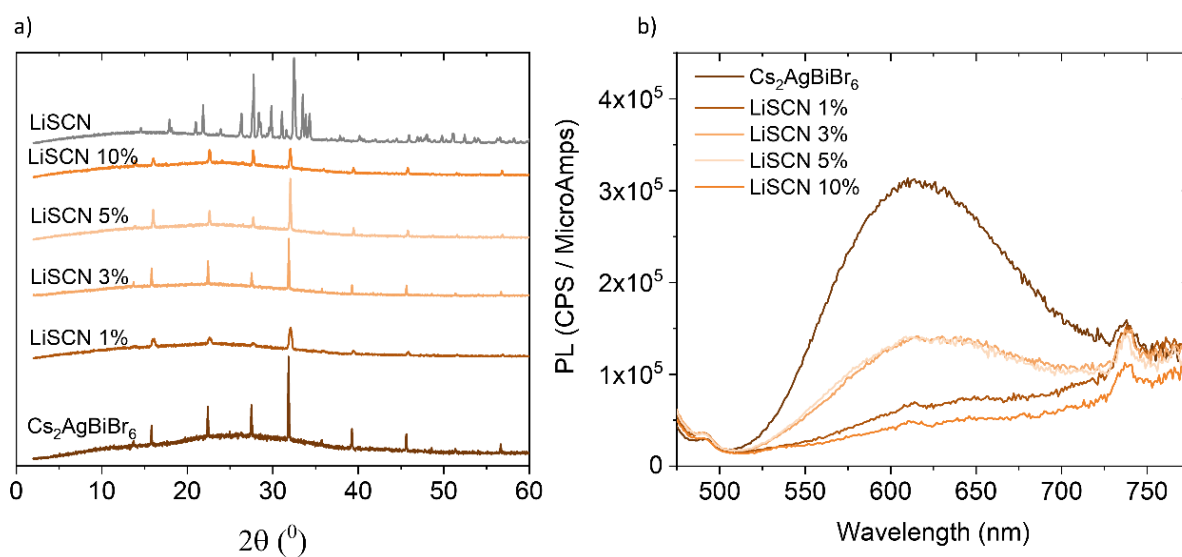 a)
LiSCN
LiSCN 10%
LiSCN 5%
LiSCN 3%
LiSCN 1%
Cs₂AgBiBr₆
0 10 20 30 40 50 60
2θ (⁰)
b)
PL (CPS / MicroAmps)
4x10⁵
3x10⁵
2x10⁵
1x10⁵
0
Cs₂AgBiBr₆
LiSCN 1%
LiSCN 3%
LiSCN 5%
LiSCN 10%
500 550 600 650 700 750
Wavelength (nm)